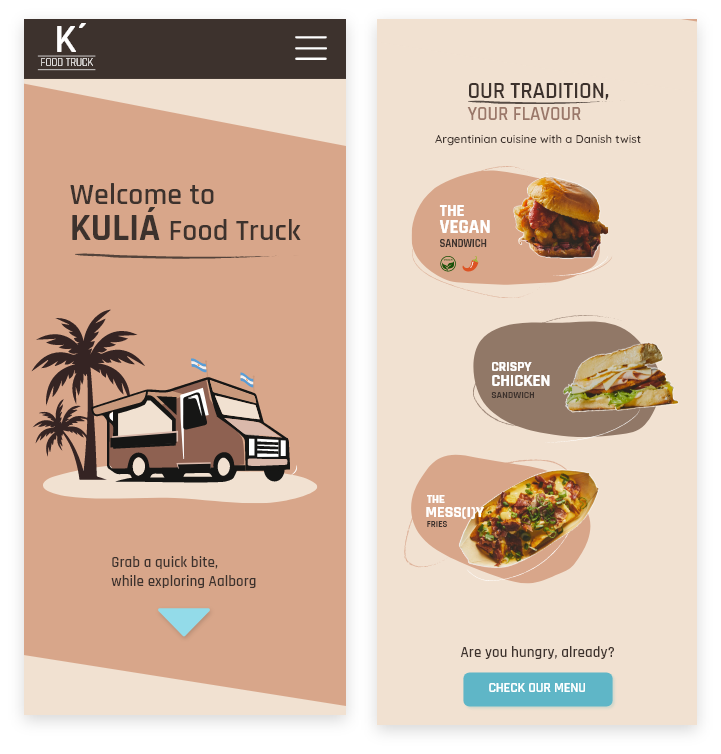 K´
FOOD TRUCK
Welcome to
KULIÁ Food Truck
Grab a quick bite,
while exploring Aalborg
OUR TRADITION,
YOUR FLAVOUR
Argentinian cuisine with a Danish twist
THE
VEGAN
SANDWICH
CRISPY
CHICKEN
SANDWICH
THE
MESS(I)Y
FRIES
Are you hungry, already?
CHECK OUR MENU